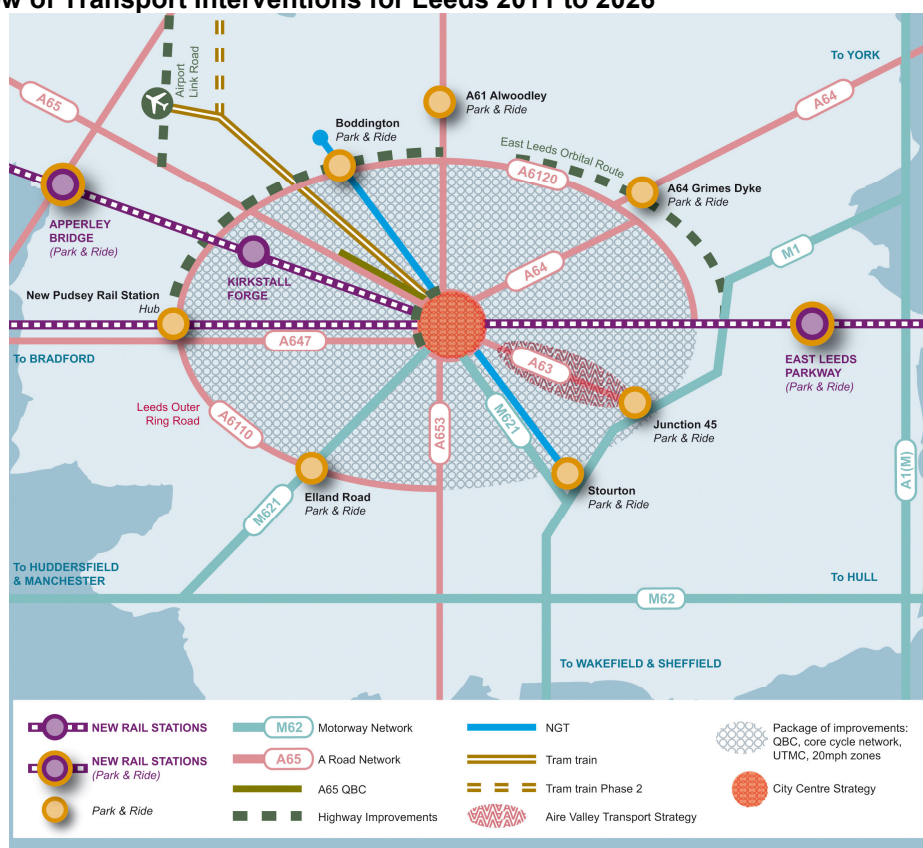 w of Transport Interventions for Leeds 2011 to 2026
To YORK
Airport
Link Road
A65
A64
A61 Alwoodley
Park & Ride
Boddington
Park & Ride
East Leeds Orbital Route
A6120
A64 Grimes Dyke
Park & Ride
APPERLEY
BRIDGE
(Park & Ride)
M1
A64
KIRKSTALL
FORGE
New Pudsey Rail Station
Hub
A647
To BRADFORD
A63
EAST LEEDS
PARKWAY
(Park & Ride)
Leeds Outer
Ring Road
A6110
A653
M621
Junction 45
Park & Ride
A1(M)
Elland Road
Park & Ride
Stourton
Park & Ride
M621
To HUDDERSFIELD
& MANCHESTER
To HULL
M62
To WAKEFIELD & SHEFFIELD
NEW RAIL STATIONS
NEW RAIL STATIONS
(Park & Ride)
Park & Ride
M62
Motorway Network
A65
A Road Network
A65 QBC
Highway Improvements
NGT
Tram train
Tram train Phase 2
Aire Valley Transport Strategy
Package of improvements:
QBC, core cycle network,
UTMC, 20mph zones
City Centre Strategy